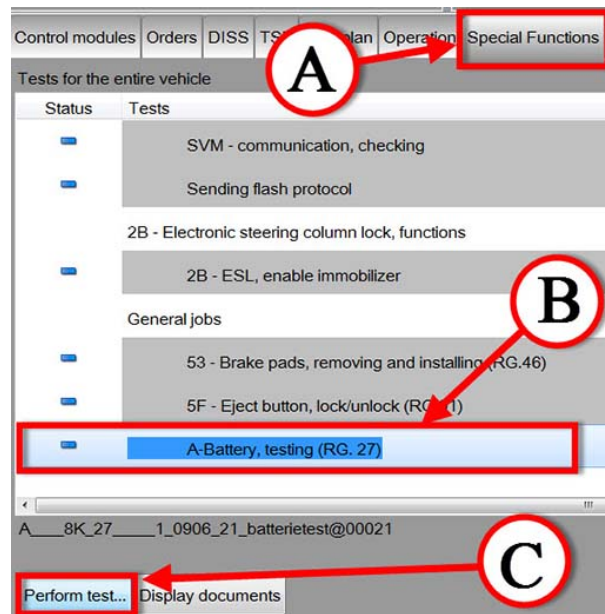 Control modules Orders DISS Operation Special Functions
A
Tests for the entire vehicle
Status Tests
SVM - communication, checking
Sending flash protocol
2B - Electronic steering column lock, functions
2B - ESL, enable immobilizer
B
General jobs
53 - Brake pads, removing and installing (RG.46)
5F - Eject button, lock/unlock
A-Battery, testing (RG. 27)
A___8K_27____1_0906_21_batterietest@00021
C
Perform test... Display documents